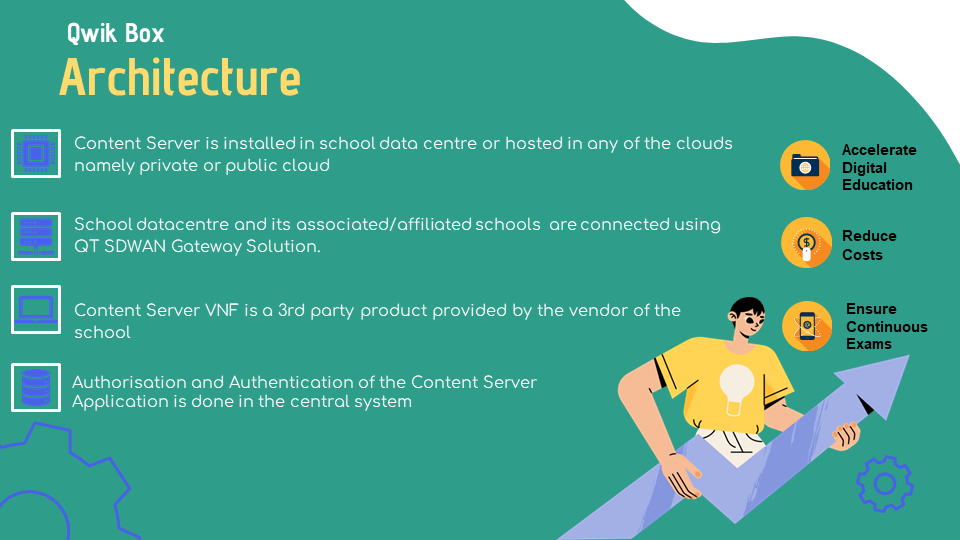 Qwik Box
Architecture
Content Server is installed in school data centre or hosted in any of the clouds
namely private or public cloud
School datacentre and its associated/affiliated schools are connected using
QT SDWAN Gateway Solution.
Content Server VNF is a 3rd party product provided by the vendor of the
school
Authorisation and Authentication of the Content Server
Application is done in the central system
Accelerate
Digital
Education
Reduce
Costs
Ensure
Continuous
Exams